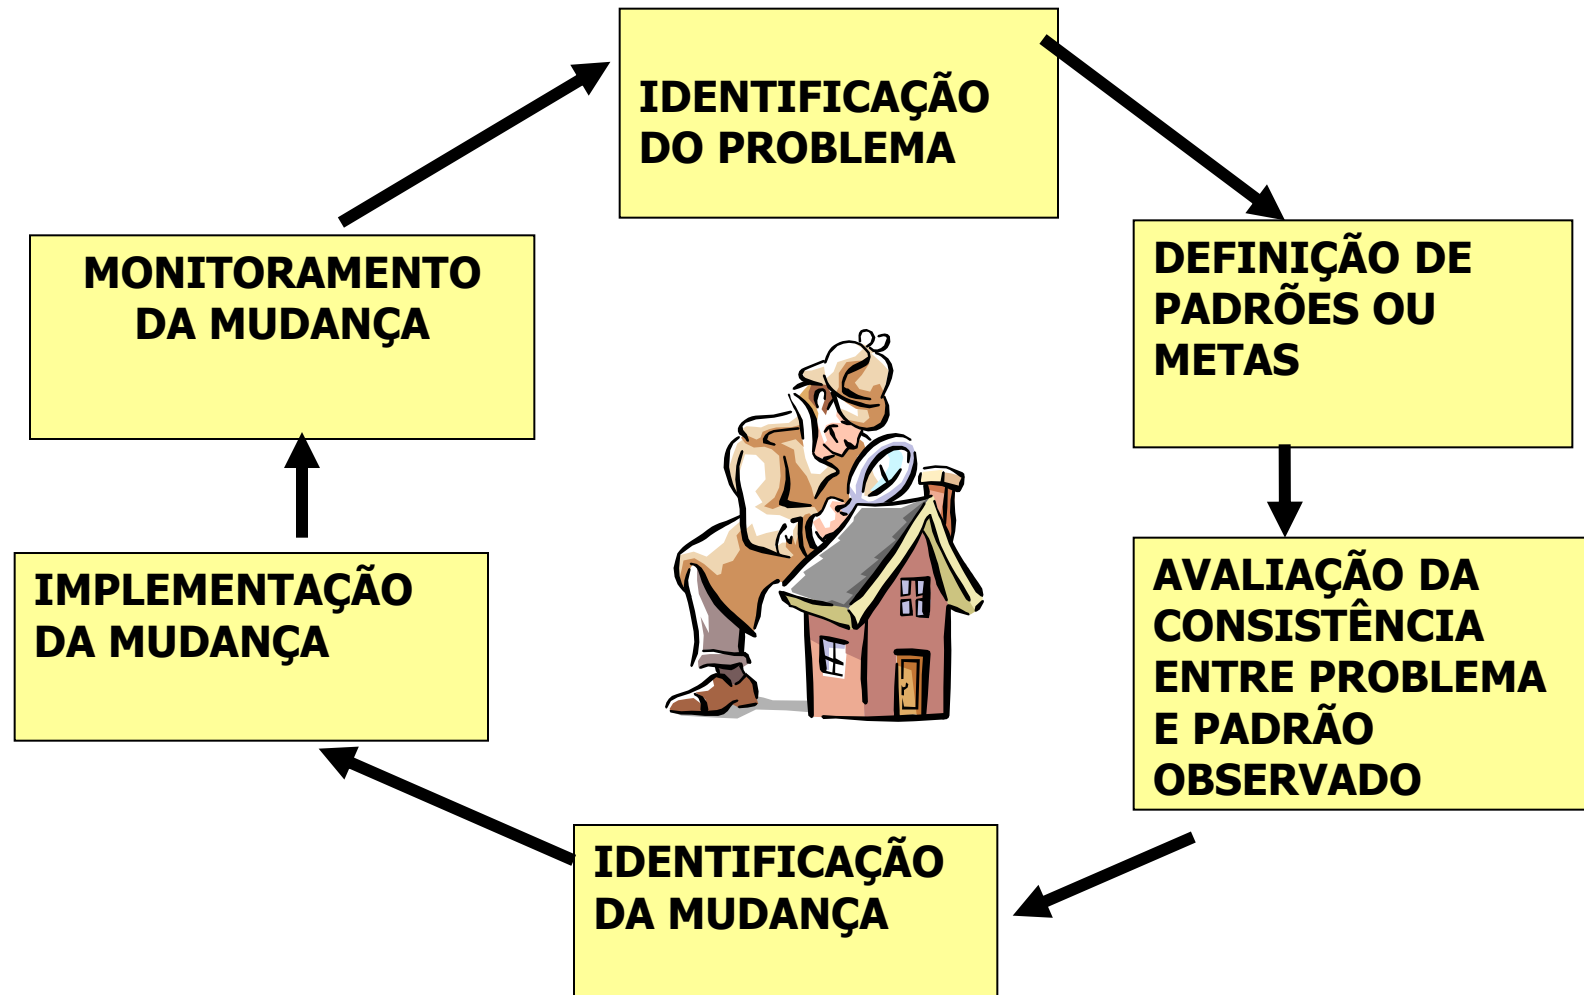 IDENTIFICAÇÃO
DO PROBLEMA
DEFINIÇÃO DE
PADRÕES OU
METAS
AVALIAÇÃO DA
CONSISTÊNCIA
ENTRE PROBLEMA
E PADRÃO
OBSERVADO
IDENTIFICAÇÃO
DA MUDANÇA
IMPLEMENTAÇÃO
DA MUDANÇA
MONITORAMENTO
DA MUDANÇA